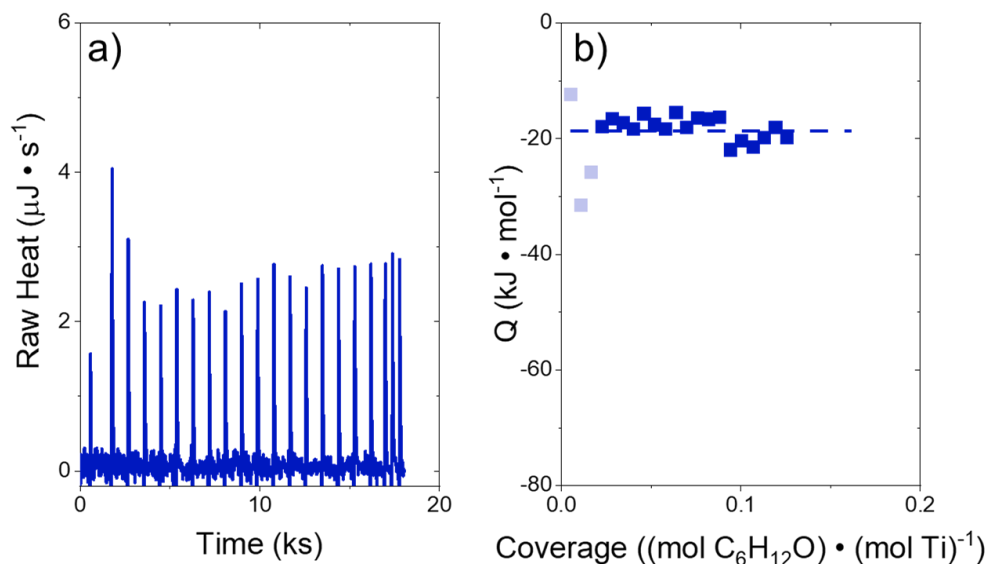 a)
Raw Heat (μJ • s⁻¹)
6
4
2
0
0
10
20
Time (ks)
b)
Q (kJ • mol⁻¹)
0
-20
-40
-60
-80
0.0
0.1
0.2
Coverage ((mol C₆H₁₂O) • (mol Ti)⁻¹